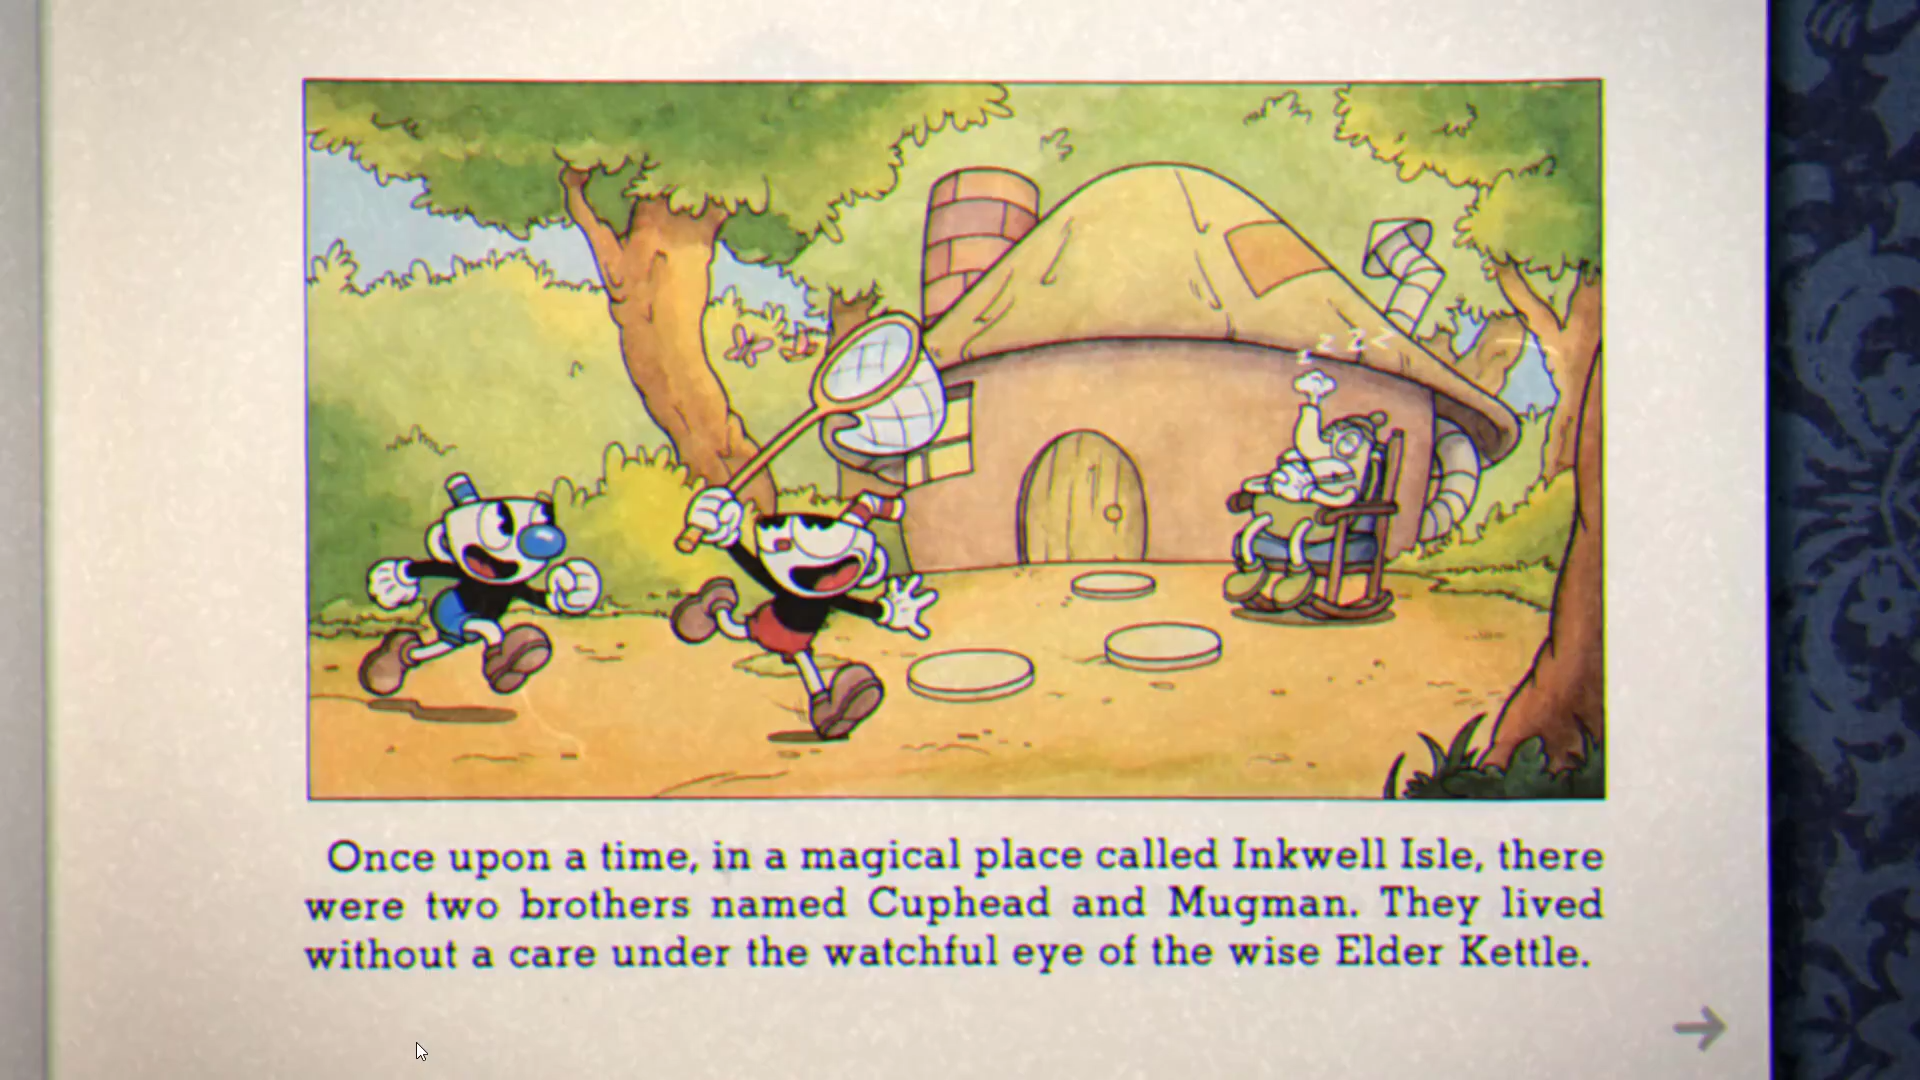 z z z z
Once upon a time, in a magical place called Inkwell Isle, there
were two brothers named Cuphead and Mugman. They lived
without a care under the watchful eye of the wise Elder Kettle.